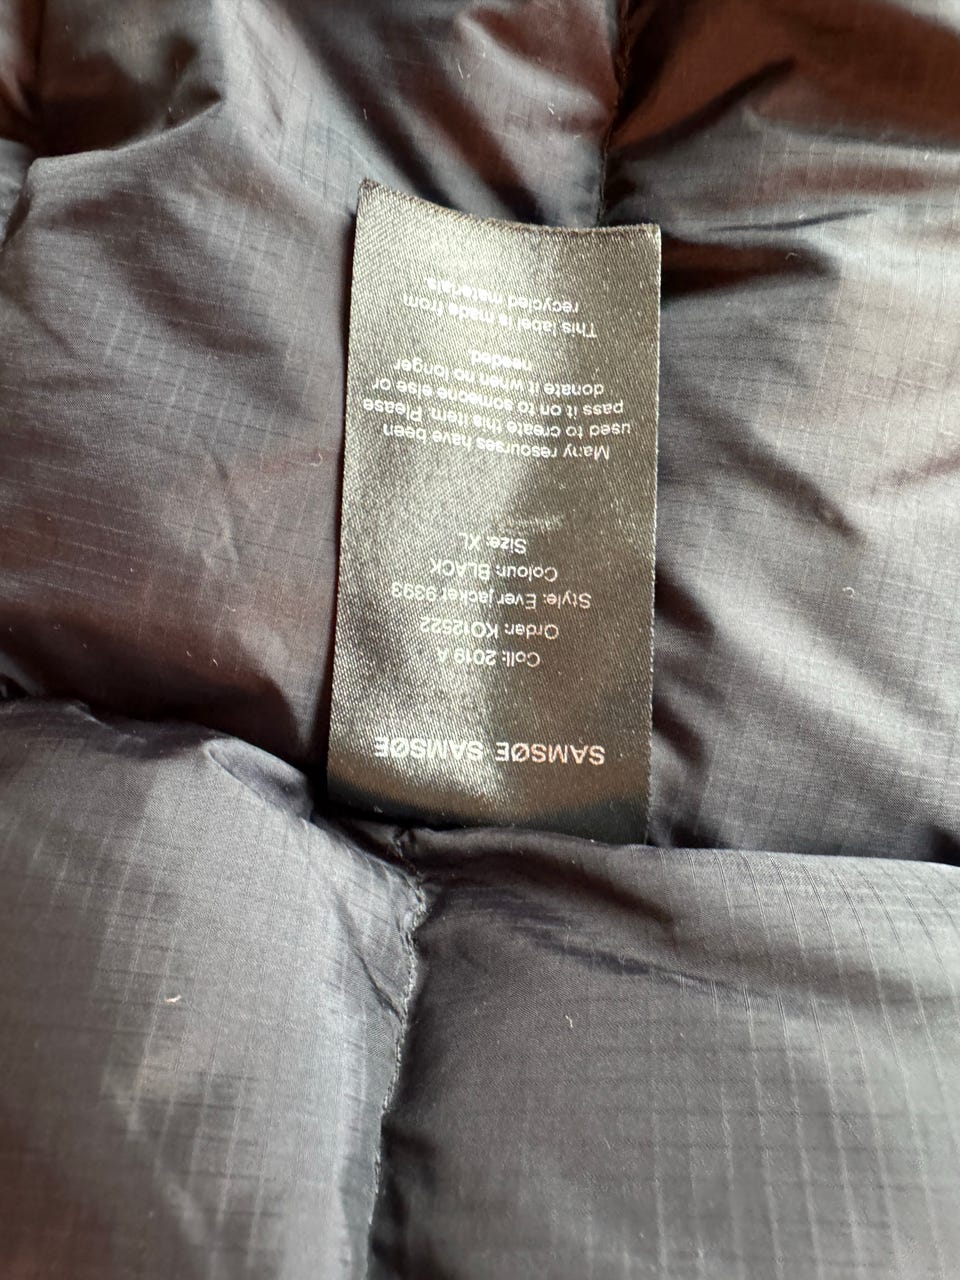 SAMSØE SAMSØE
Coll: 2019 A
Order: KO12522
Style: Ever jacket 9393
Colour: BLACK
Size: XL
Many resourses have been
used to create this item. Please
pass it on to someone else or
donate it when no longer
needed.
This label is made from
recycled materials